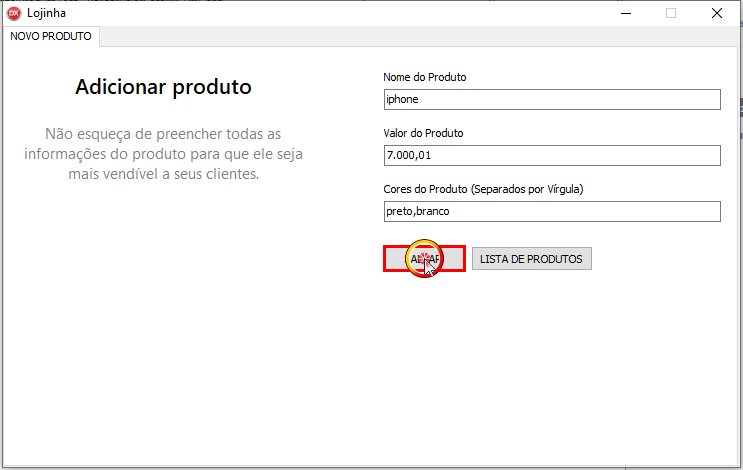 DX Lojinha
NOVO PRODUTO
Adicionar produto
Não esqueça de preencher todas as
informações do produto para que ele seja
mais vendível a seus clientes.
Nome do Produto
iphone
Valor do Produto
7.000,01
Cores do Produto (Separados por Vírgula)
preto,branco
LISTA DE PRODUTOS